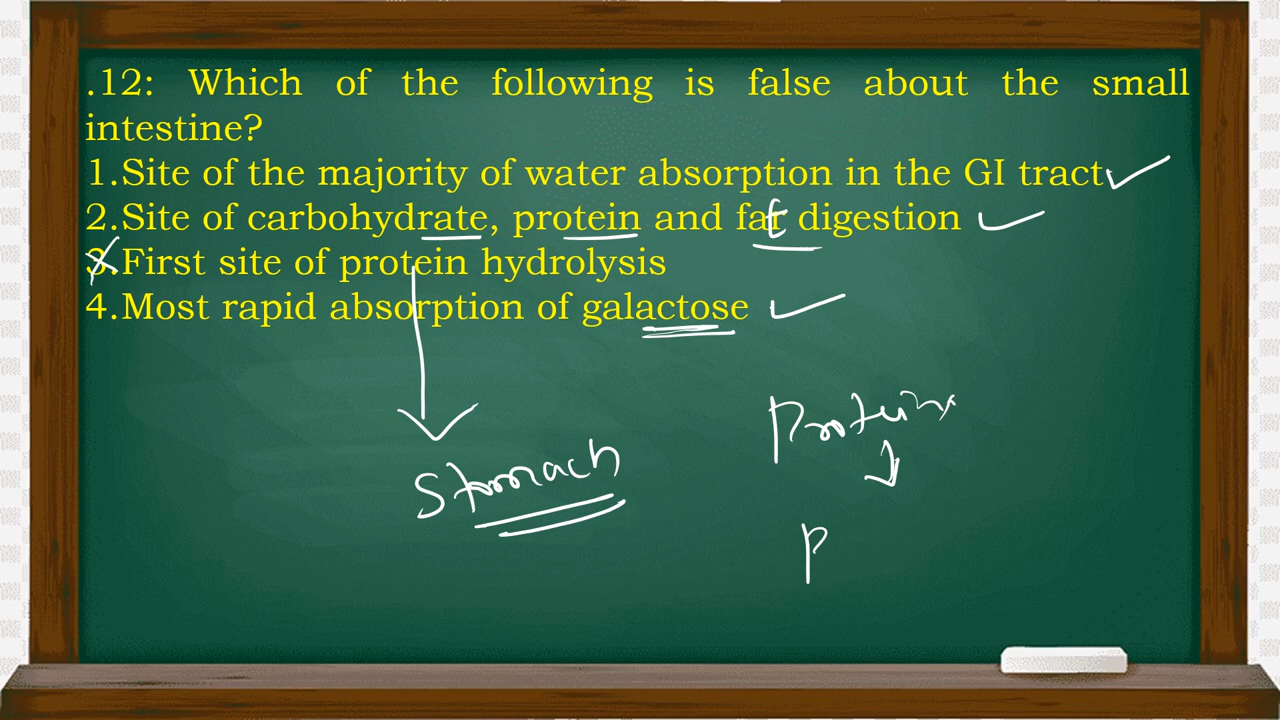 .12: Which of the following is false about the small
intestine?
1.Site of the majority of water absorption in the GI tract
2.Site of carbohydrate, protein and fat digestion
3.First site of protein hydrolysis
4.Most rapid absorption of galactose
Proteins
Stomach
P